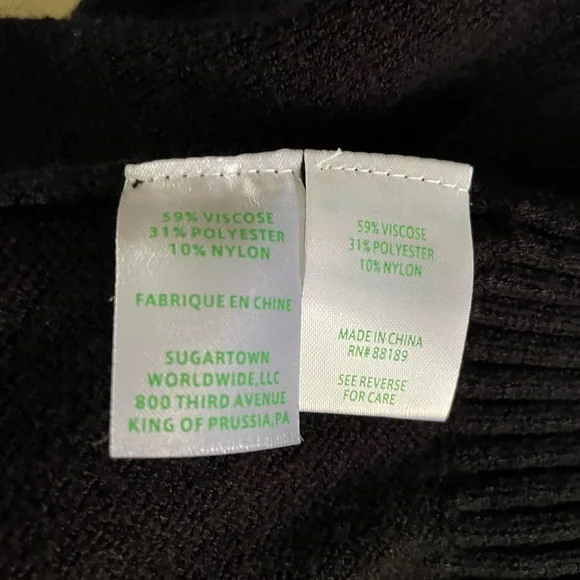 59% VISCOSE
31% POLYESTER
10% NYLON
FABRIQUE EN CHINE
SUGARTOWN
WORLDWIDE,LLC
800 THIRD AVENUE
KING OF PRUSSIA,PA
59% VISCOSE
31% POLYESTER
10% NYLON
MADE IN CHINA
RN# 88189
SEE REVERSE
FOR CARE